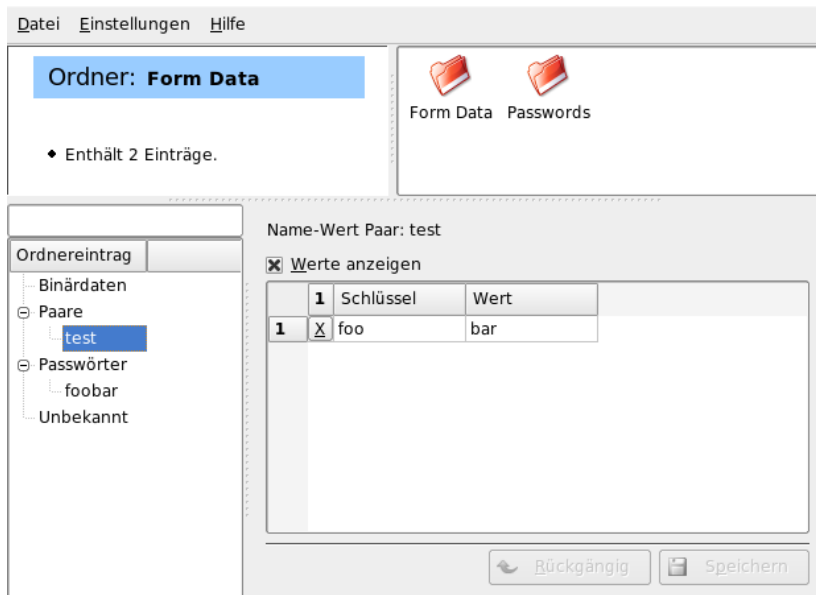 Datei Einstellungen Hilfe
Ordner: Form Data
Enthält 2 Einträge.
Form Data Passwords
Ordnereintrag
Binärdaten
Paare
test
Passwörter
foobar
Unbekannt
Name-Wert Paar: test
Werte anzeigen
1 Schlüssel Wert
1 X foo bar
Rückgängig Speichern